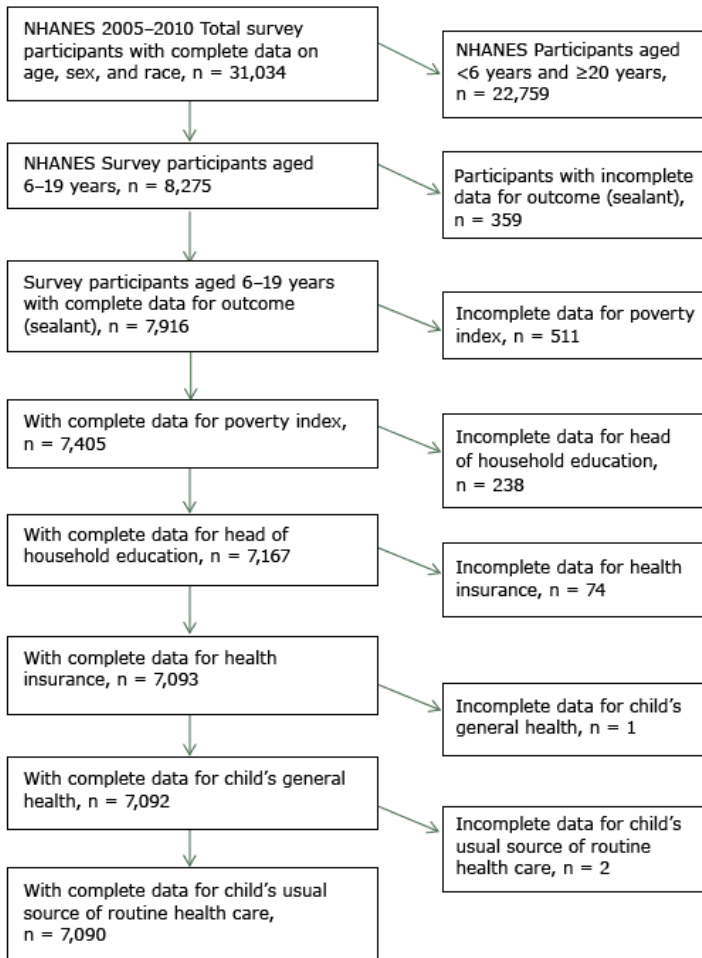 NHANES 2005–2010 Total survey
participants with complete data on
age, sex, and race, n = 31,034
NHANES Participants aged
<6 years and ≥20 years,
n = 22,759
NHANES Survey participants aged
6–19 years, n = 8,275
Participants with incomplete
data for outcome (sealant),
n = 359
Survey participants aged 6–19 years
with complete data for outcome
(sealant), n = 7,916
Incomplete data for poverty
index, n = 511
With complete data for poverty index,
n = 7,405
Incomplete data for head
of household education,
n = 238
With complete data for head of
household education, n = 7,167
Incomplete data for health
insurance, n = 74
With complete data for health
insurance, n = 7,093
Incomplete data for child’s
general health, n = 1
With complete data for child’s general
health, n = 7,092
Incomplete data for child’s
usual source of routine
health care, n = 2
With complete data for child’s usual
source of routine health care,
n = 7,090